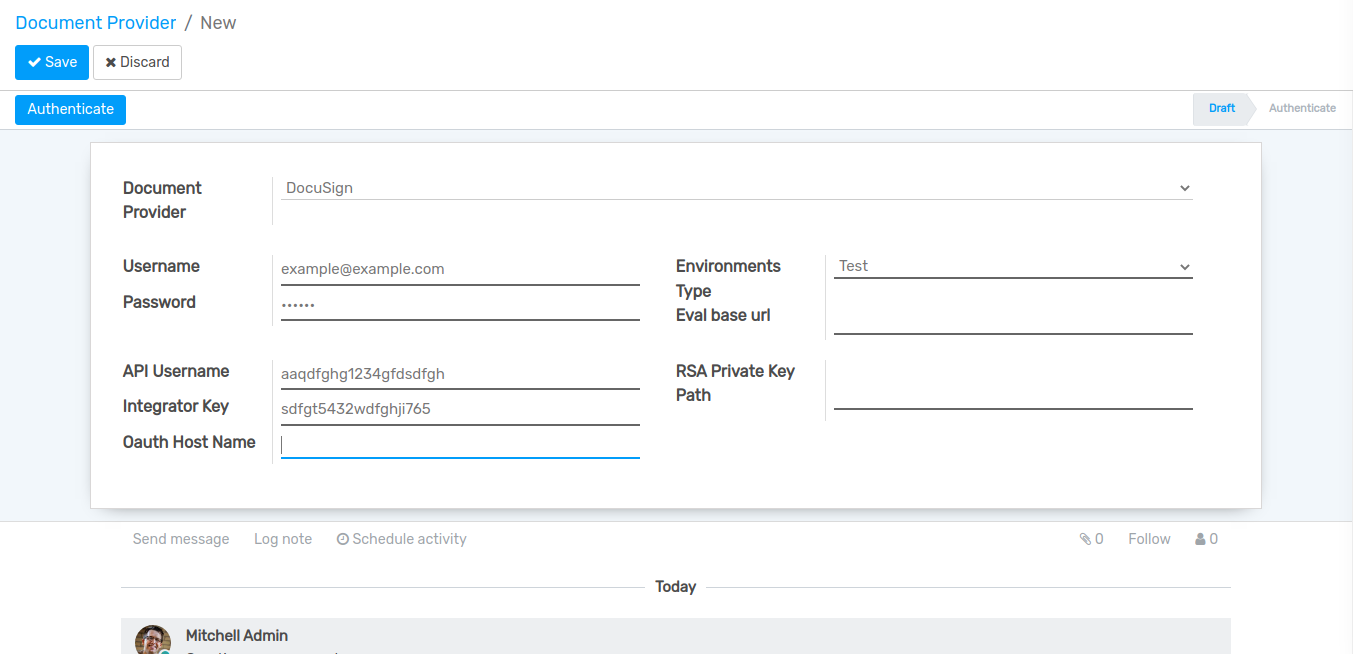 Document Provider / New
Save Discard
Authenticate
Draft Authenticate
Document Provider
DocuSign
Username
example@example.com
Password
••••••
Environments Type
Test
Eval base url
API Username
aaqdfghg1234gfdsdfgh
Integrator Key
sdfgt5432wdfghji765
Oauth Host Name
RSA Private Key Path
Send message Log note Schedule activity 0 Follow 0
Today
Mitchell Admin